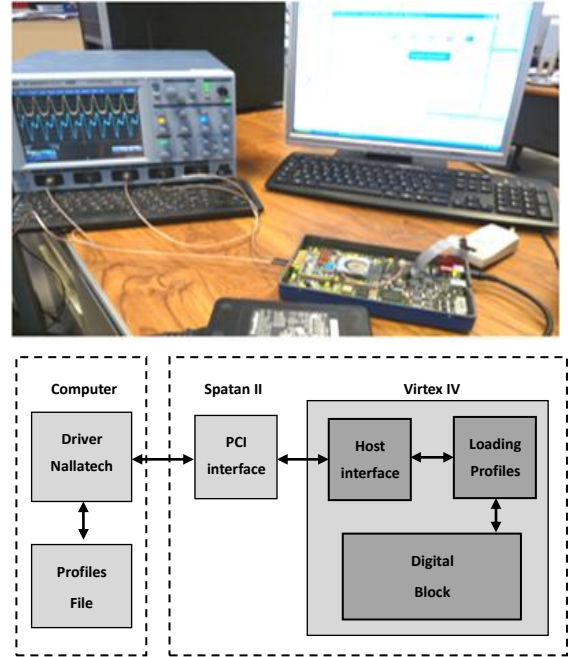 Computer
Spatan II
Virtex IV
Driver
Nallatech
PCI
interface
Host
interface
Loading
Profiles
Profiles
File
Digital
Block